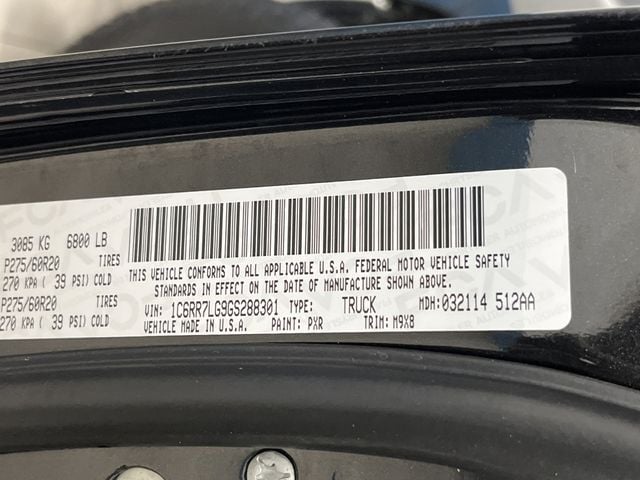 3085 KG 6800 LB
P275/60R20 TIRES
270 KPA ( 39 PSI) COLD
P275/60R20 TIRES
270 KPA ( 39 PSI) COLD
THIS VEHICLE CONFORMS TO ALL APPLICABLE U.S.A. FEDERAL MOTOR VEHICLE SAFETY
STANDARDS IN EFFECT ON THE DATE OF MANUFACTURE SHOWN ABOVE.
VIN: 1C6RR7LG9GS288301 TYPE: TRUCK MDH: 032114 512AA
VEHICLE MADE IN U.S.A. PAINT: PXR TRIM: M9X8